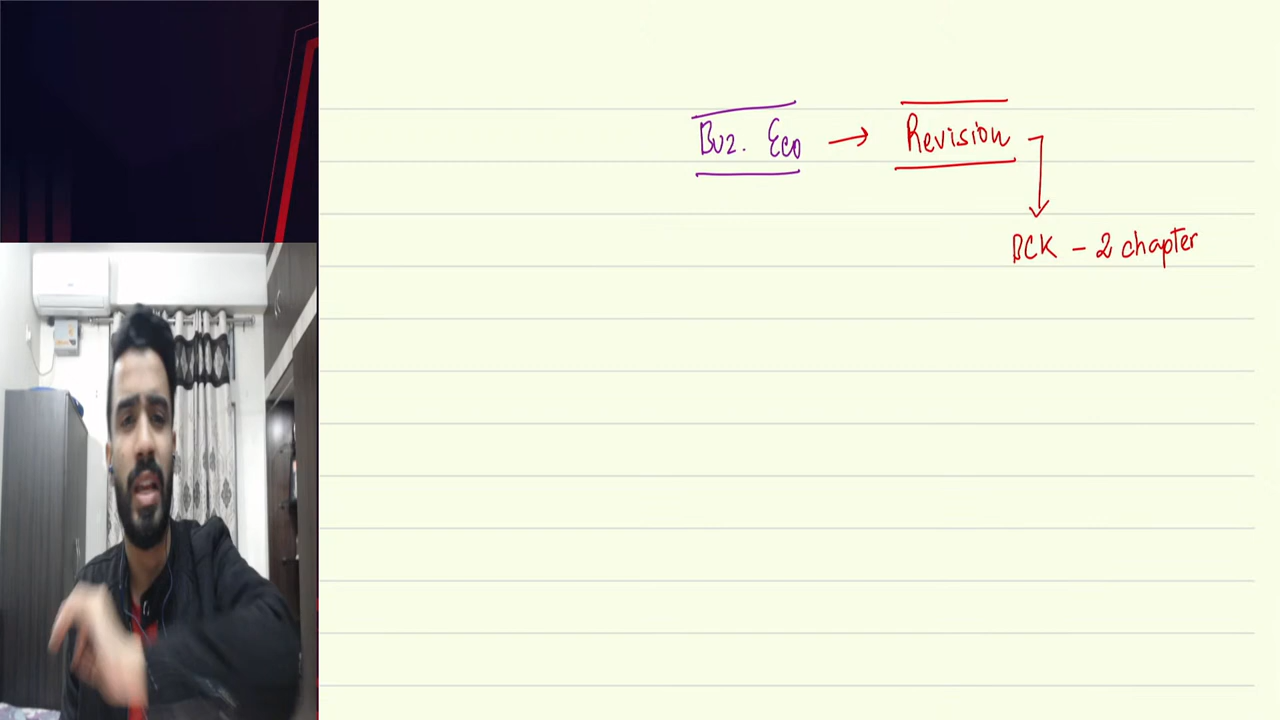 Buz. Eco → Revision
BCK - 2 chapter